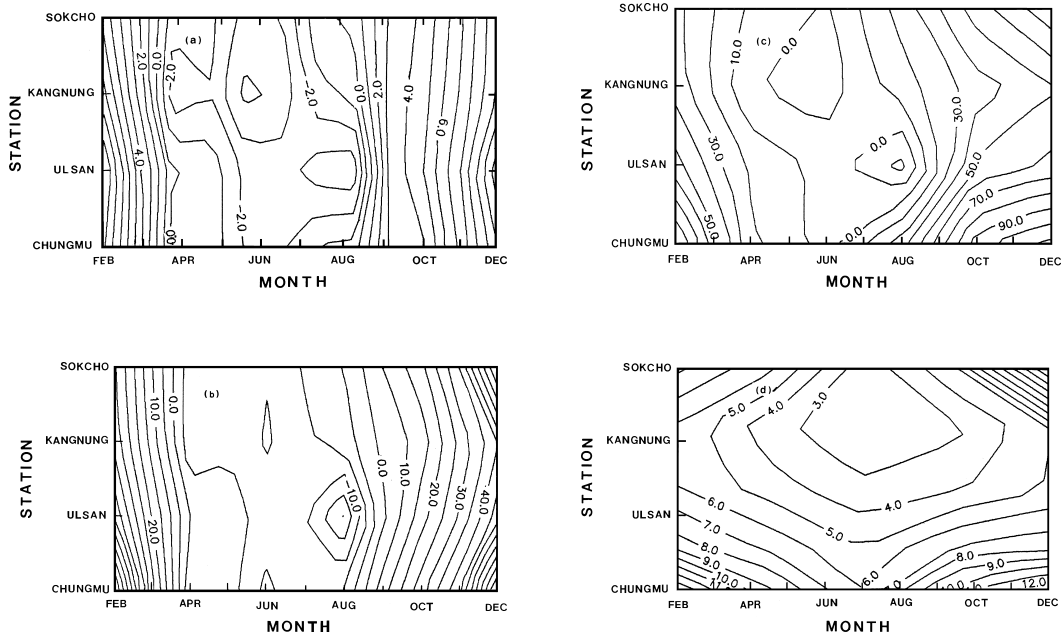 SOKCHO
KANGNUNG
ULSAN
CHUNGMU
STATION
(a)
2.0
0.0
-2.0
-2.0
0.0
2.0
4.0
6.0
4.0
-2.0
FEB APR JUN AUG OCT DEC
MONTH
SOKCHO
KANGNUNG
ULSAN
CHUNGMU
STATION
(c)
10.0
0.0
30.0
30.0
0.0
50.0
50.0
70.0
90.0
0.0
FEB APR JUN AUG OCT DEC
MONTH
SOKCHO
KANGNUNG
ULSAN
CHUNGMU
STATION
(b)
10.0
0.0
20.0
-10.0
0.0
10.0
20.0
30.0
40.0
FEB APR JUN AUG OCT DEC
MONTH
SOKCHO
KANGNUNG
ULSAN
CHUNGMU
STATION
(d)
5.0
4.0
3.0
4.0
6.0
5.0
7.0
8.0
8.0
9.0
9.0
10.0
6.0
12.0
FEB APR JUN AUG OCT DEC
MONTH